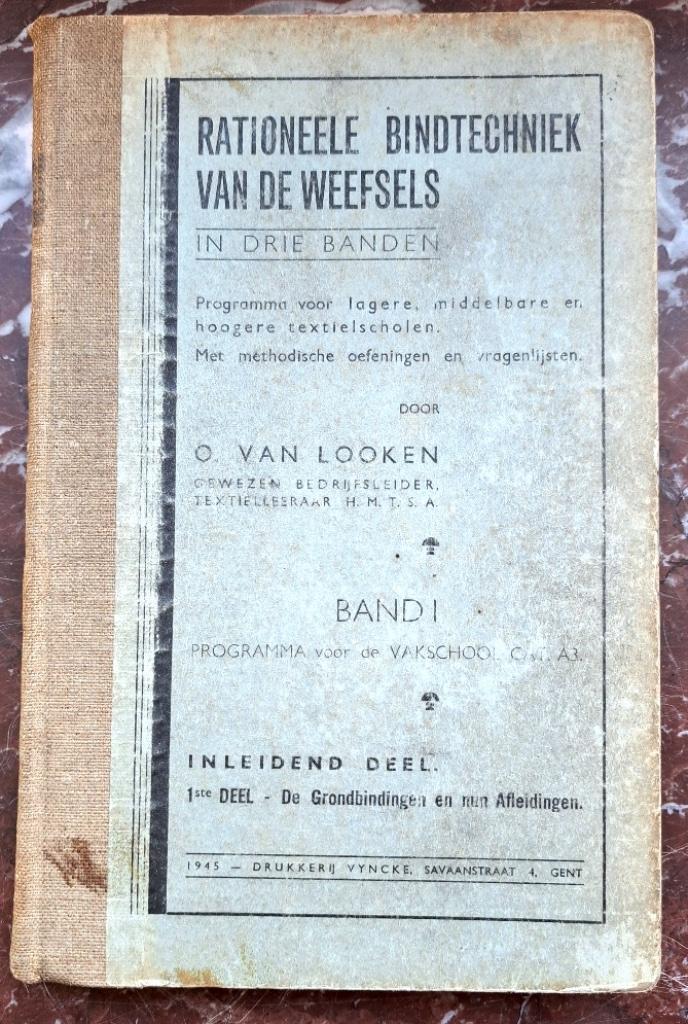 RATIONEELE BINDTECHNIEK
VAN DE WEEFSELS
IN DRIE BANDEN
Programma voor lagere, middelbare en
hoogere textielscholen.
Met methodische oefeningen en vragenlijsten.
DOOR
O. VAN LOOKEN
GEWEZEN BEDRIJFSLEIDER,
TEXTIELLEERAAR H. M. T. S. A.
BAND I
PROGRAMMA voor de VAKSCHOOL CAT. A3.
INLEIDEND DEEL.
1ste DEEL - De Grondbindingen en hun Afleidingen.
1945 — DRUKKERIJ VYNCKE, SAVAANSTRAAT 4, GENT